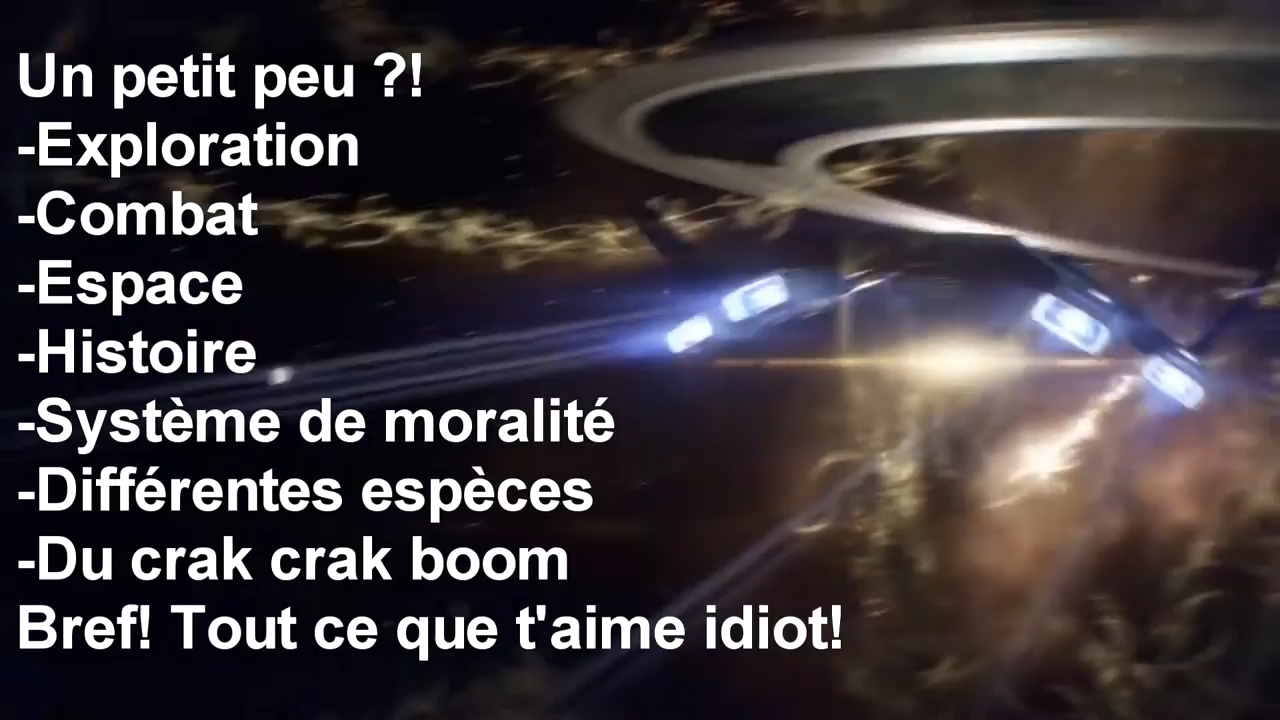 Un petit peu ?!
-Exploration
-Combat
-Espace
-Histoire
-Système de moralité
-Différentes espèces
-Du crak crak boom
Bref! Tout ce que t'aime idiot!